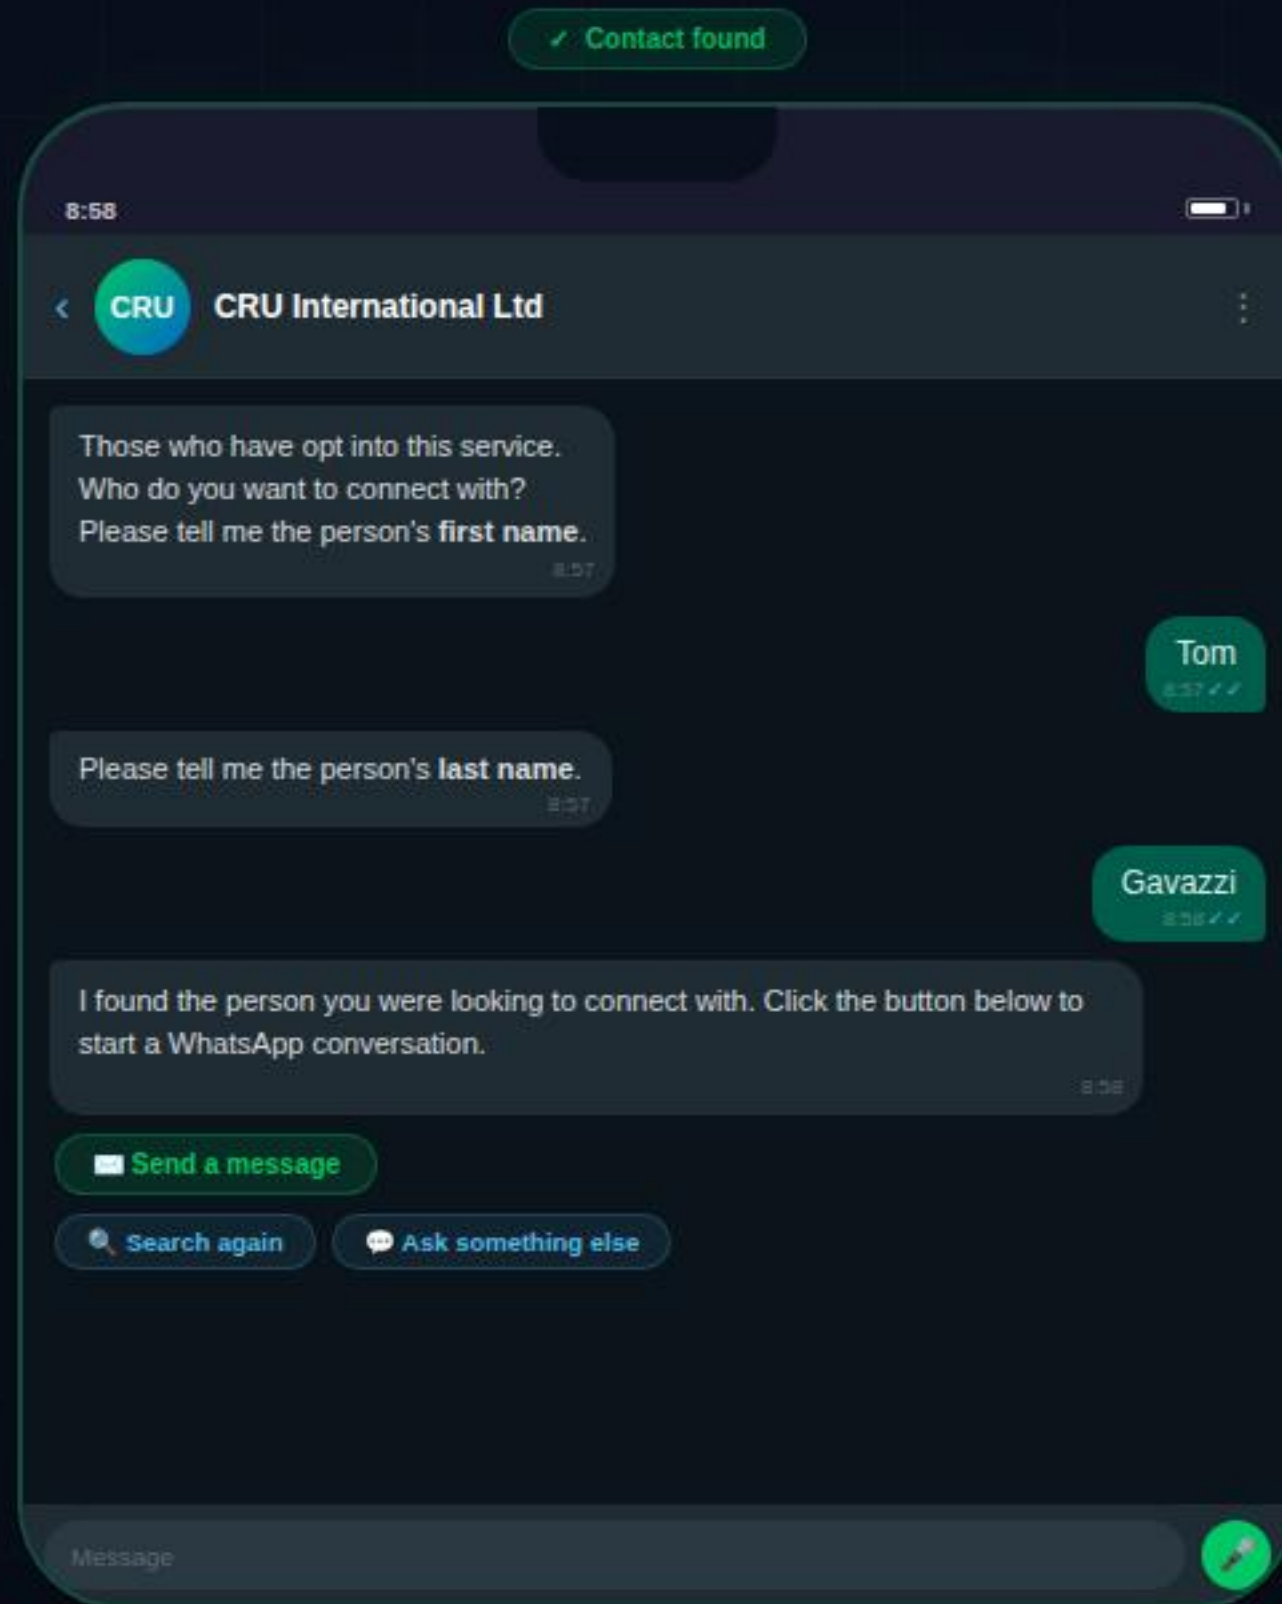 ✓ Contact found
8:58
CRU
CRU International Ltd
Those who have opt into this service.
Who do you want to connect with?
Please tell me the person's first name.
8:57
Tom
8:57 ✓✓
Please tell me the person's last name.
8:57
Gavazzi
✓✓
I found the person you were looking to connect with. Click the button below to
start a WhatsApp conversation.
8:58
Send a message
Search again
Ask something else
Message